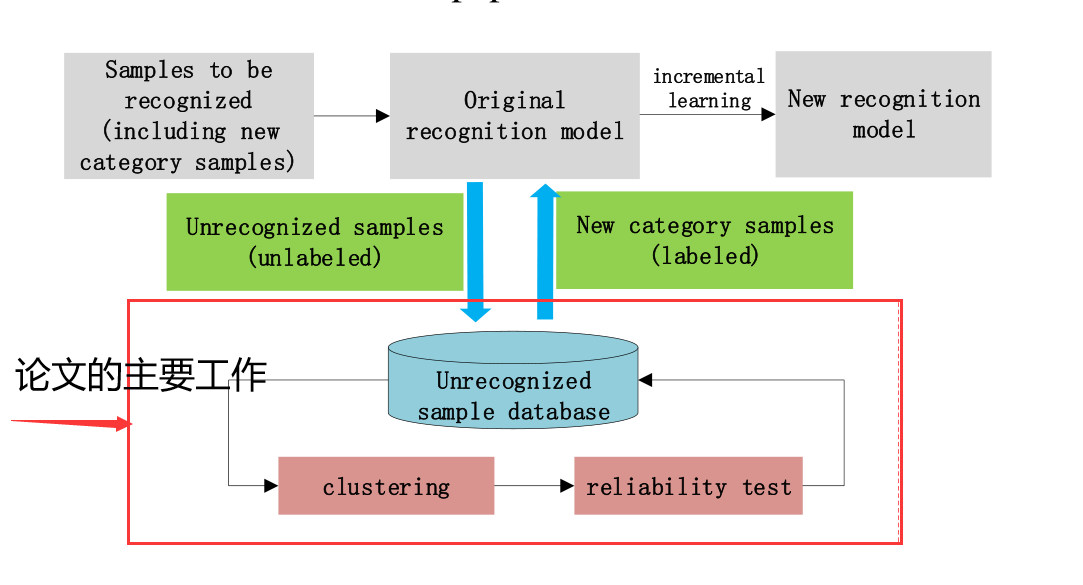 Samples to be
recognized
(including new
category samples)
Original
recognition model
incremental
learning
New recognition
model
Unrecognized samples
(unlabeled)
New category samples
(labeled)
论文的主要工作
Unrecognized
sample database
clustering
reliability test